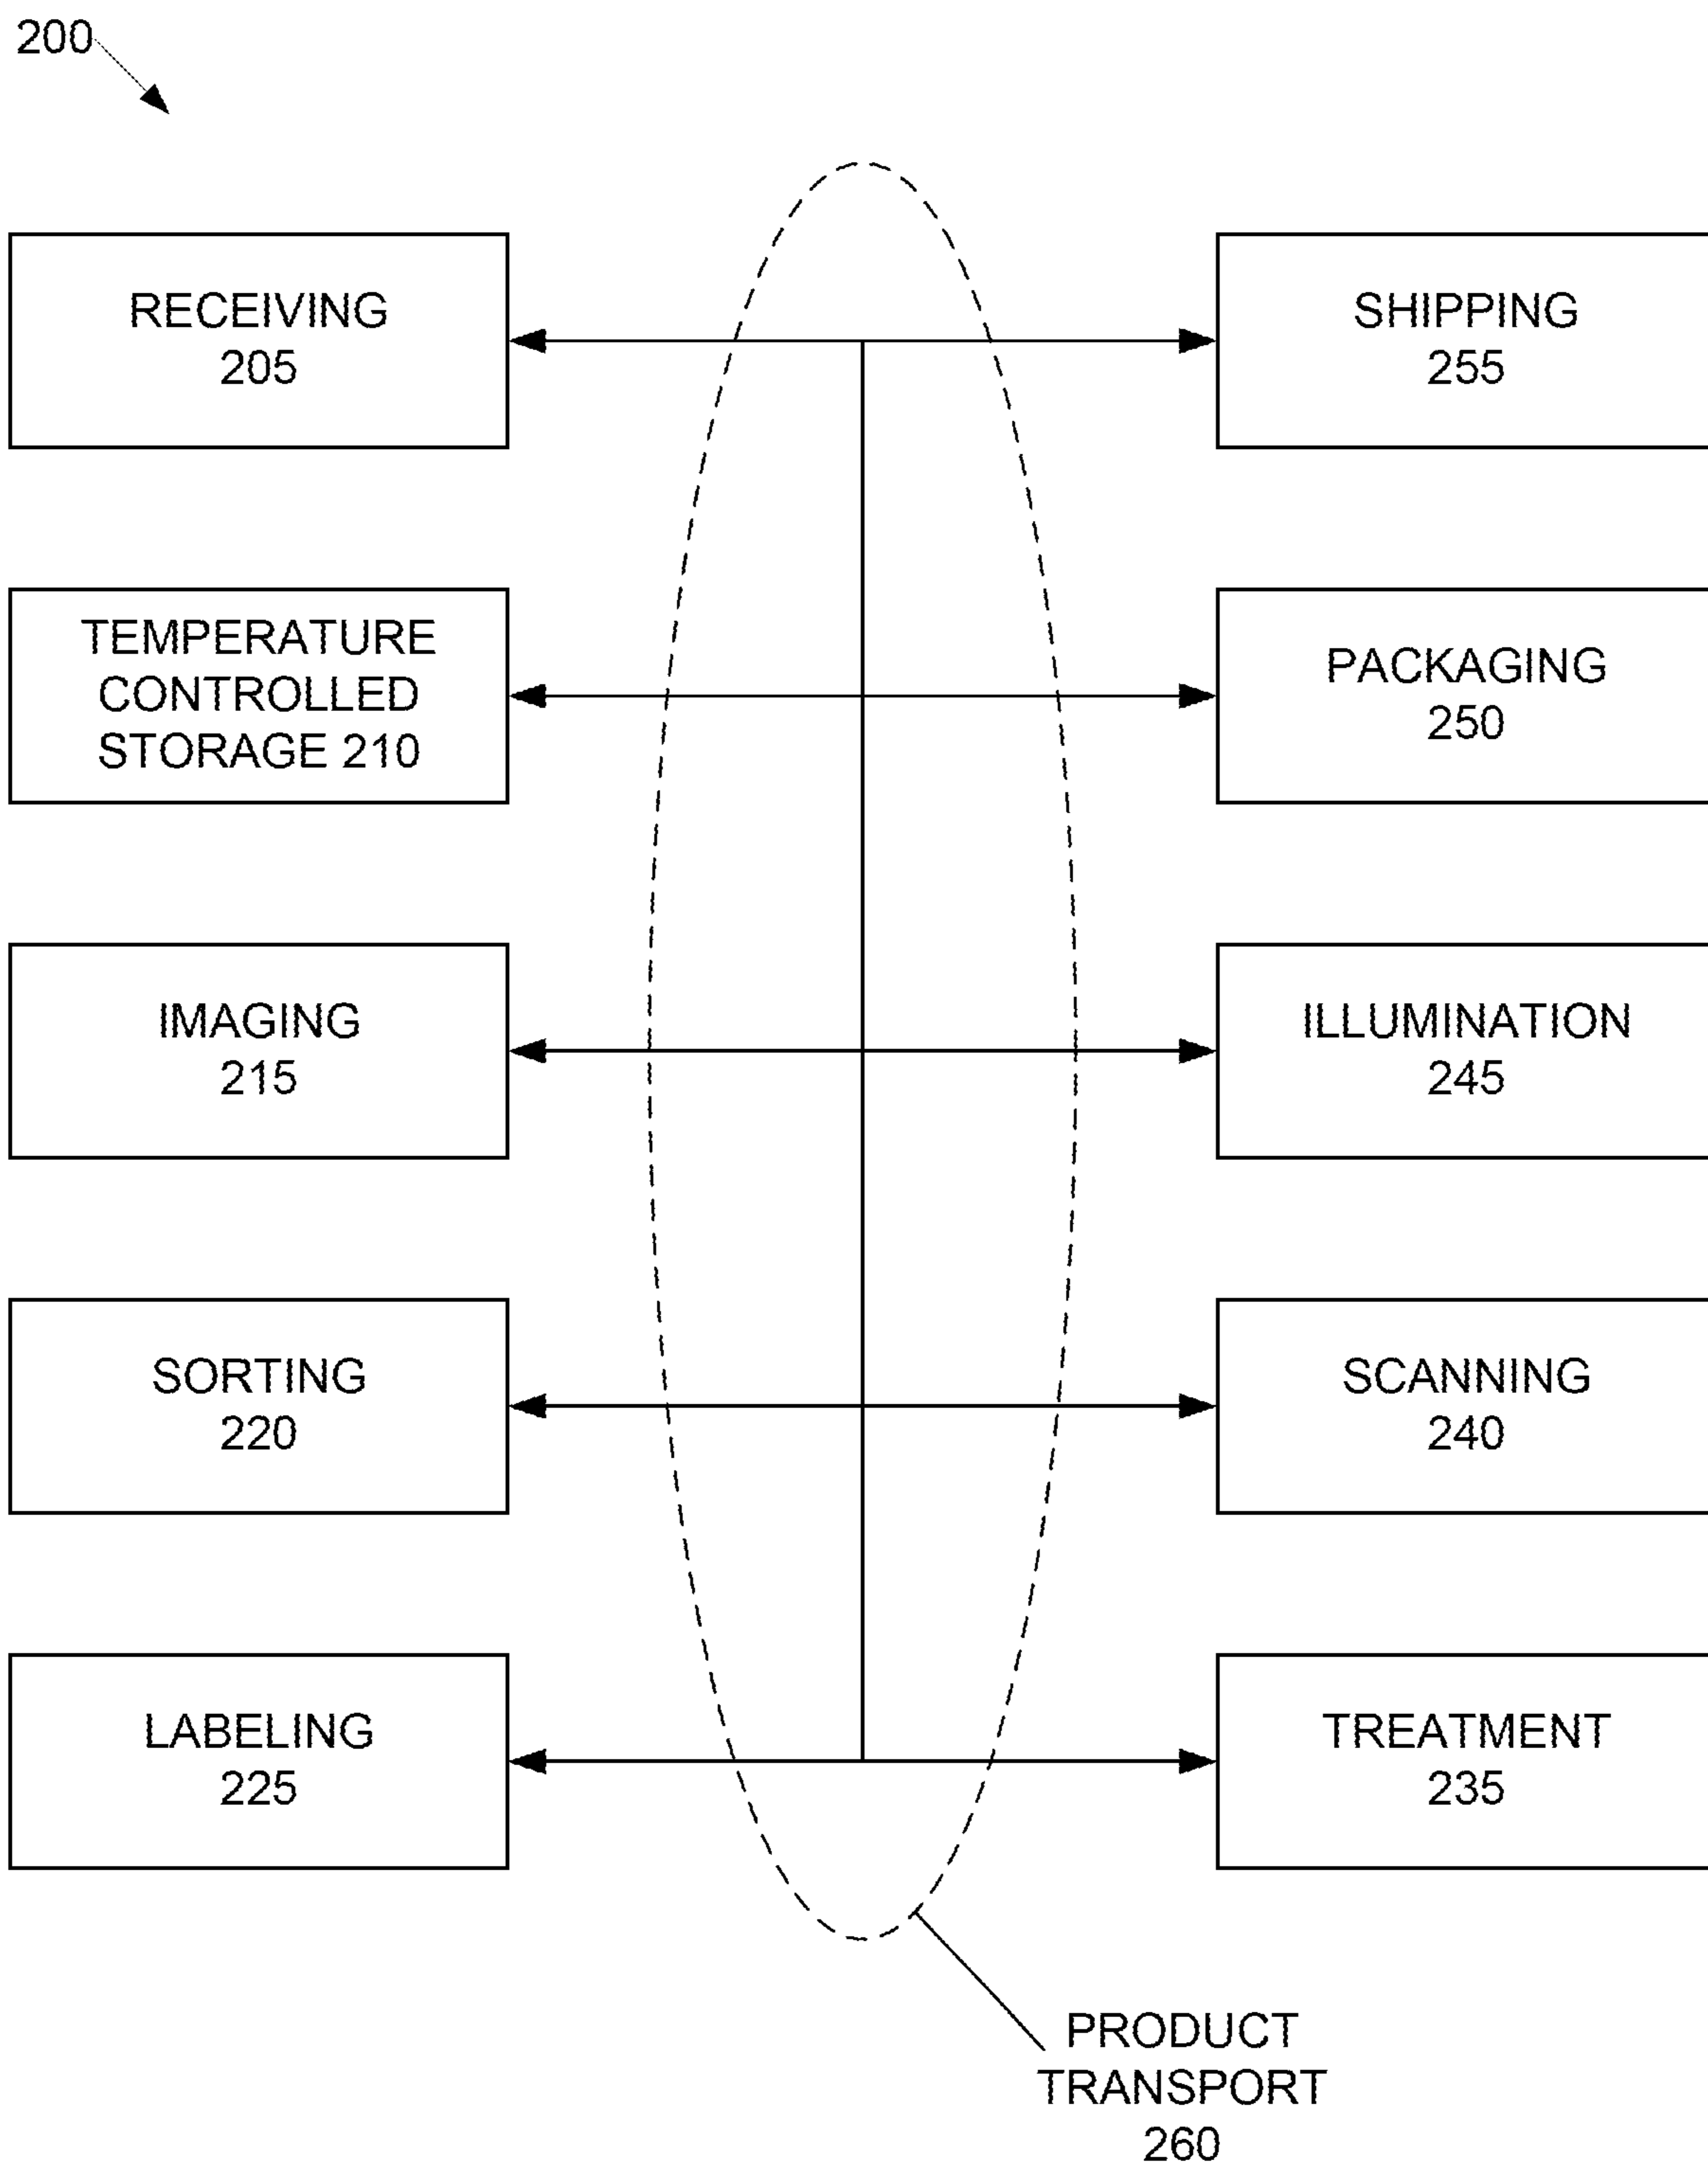 200
RECEIVING
205
SHIPPING
255
TEMPERATURE
CONTROLLED
STORAGE 210
PACKAGING
250
IMAGING
215
ILLUMINATION
245
SORTING
220
SCANNING
240
LABELING
225
TREATMENT
235
PRODUCT
TRANSPORT
260